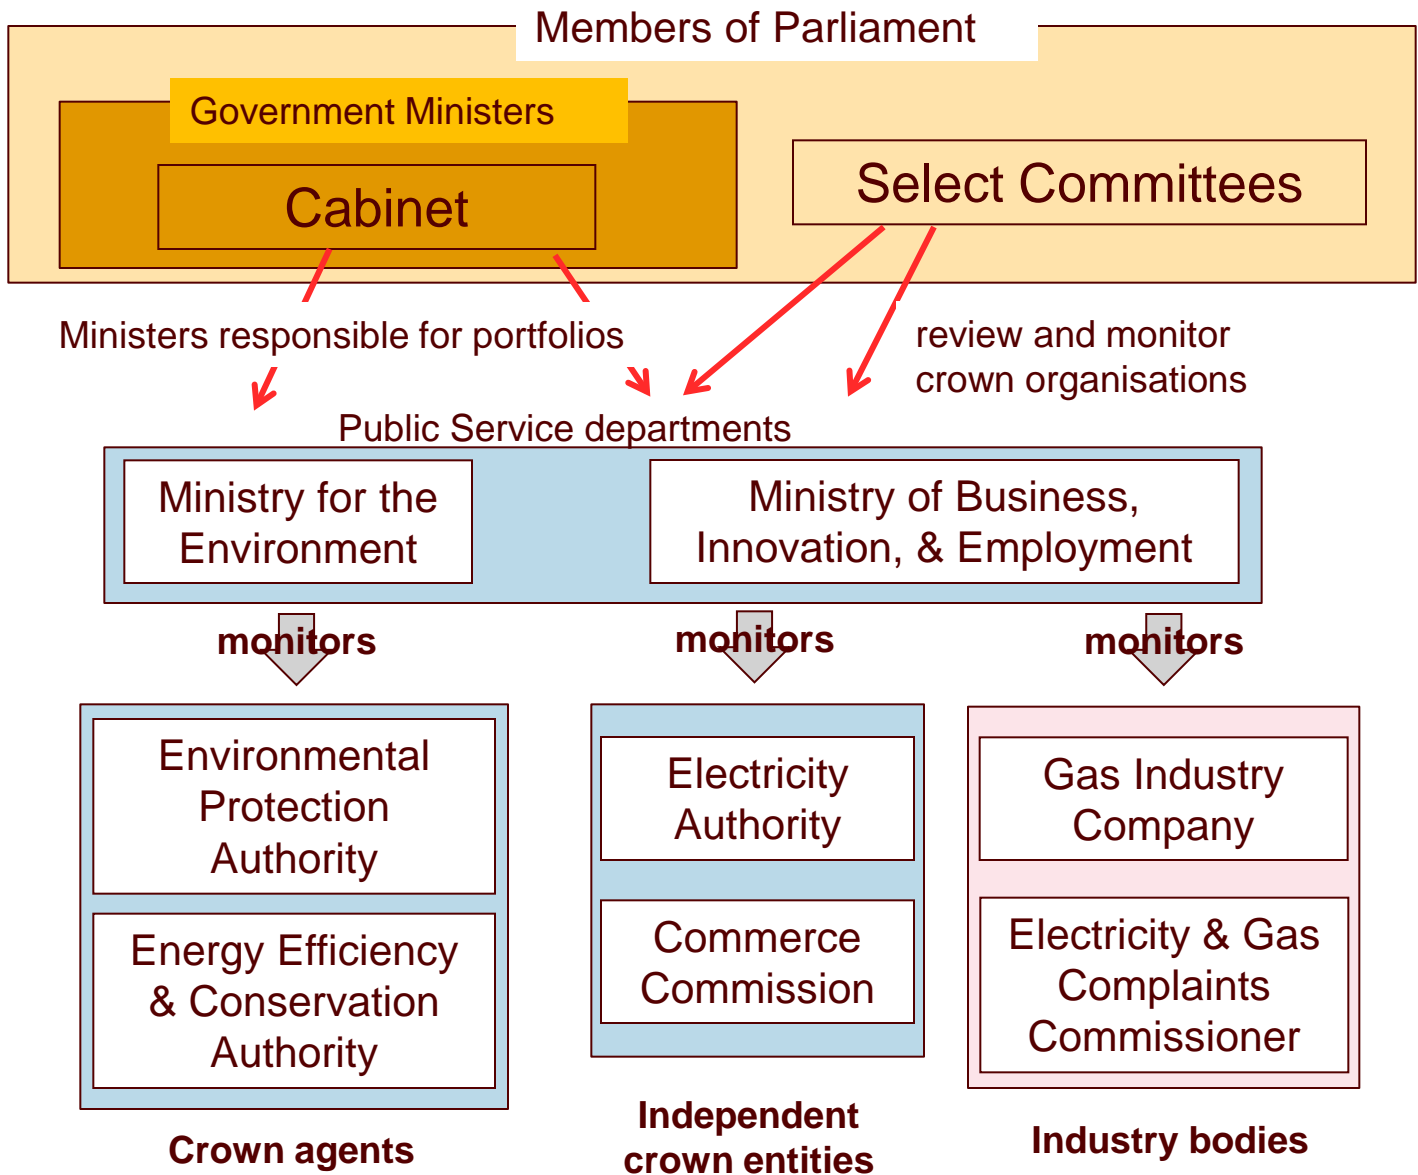 Members of Parliament
Government Ministers
Cabinet
Select Committees
Ministers responsible for portfolios
review and monitor
crown organisations
Public Service departments
Ministry for the
Environment
Ministry of Business,
Innovation, & Employment
monitors
monitors
monitors
Environmental
Protection
Authority
Energy Efficiency
& Conservation
Authority
Crown agents
Electricity
Authority
Commerce
Commission
Independent
crown entities
Gas Industry
Company
Electricity & Gas
Complaints
Commissioner
Industry bodies